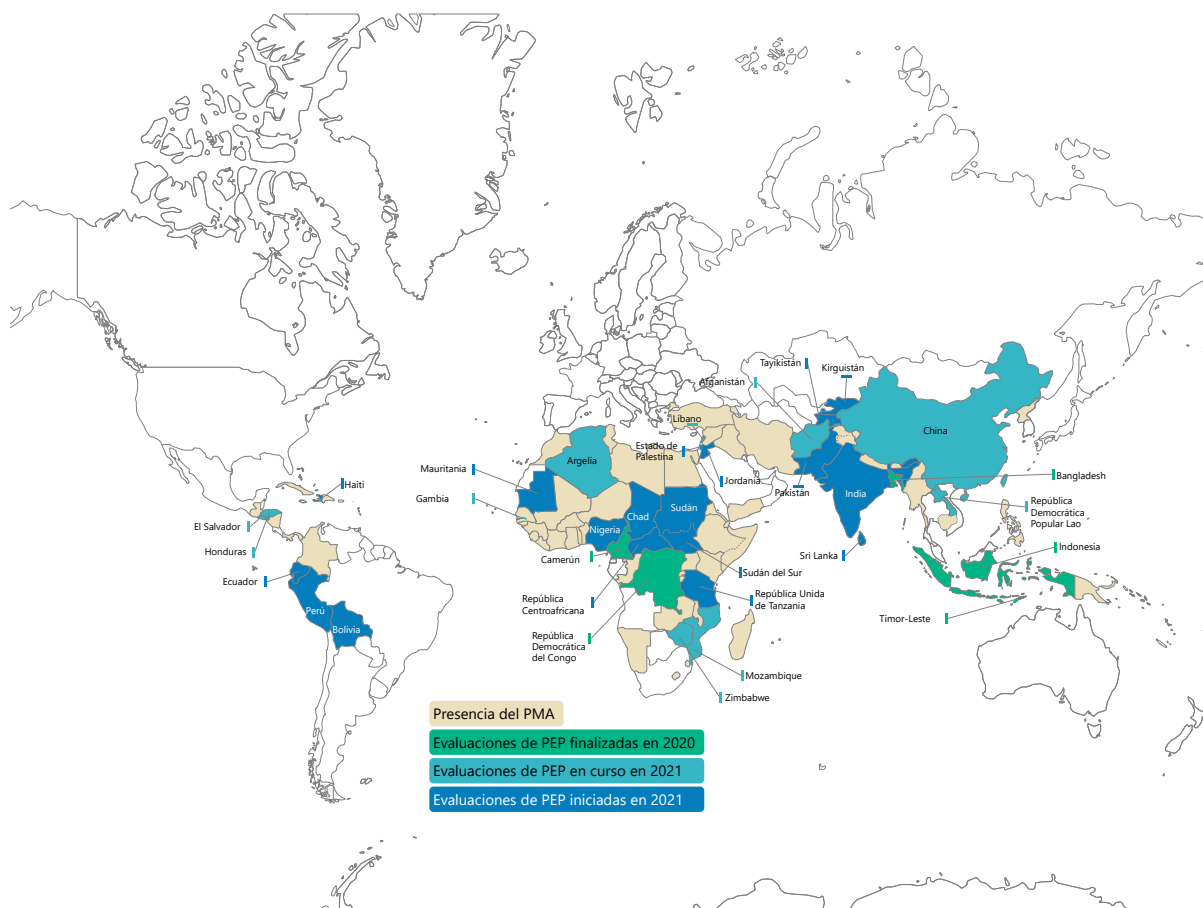 Tayikistán
Kirguistán
Afganistán
Líbano
China
Estado de
Palestina
Argelia
Mauritania
Jordania
Pakistán
Bangladesh
Haití
India
Gambia
República
Democrática
Popular Lao
Sudán
Chad
El Salvador
Nigeria
Honduras
Camerún
Sri Lanka
Indonesia
Sudán del Sur
Ecuador
República
Centroafricana
República Unida
de Tanzania
Perú
Timor-Leste
Bolivia
República
Democrática
del Congo
Mozambique
Zimbabwe
Presencia del PMA
Evaluaciones de PEP finalizadas en 2020
Evaluaciones de PEP en curso en 2021
Evaluaciones de PEP iniciadas en 2021